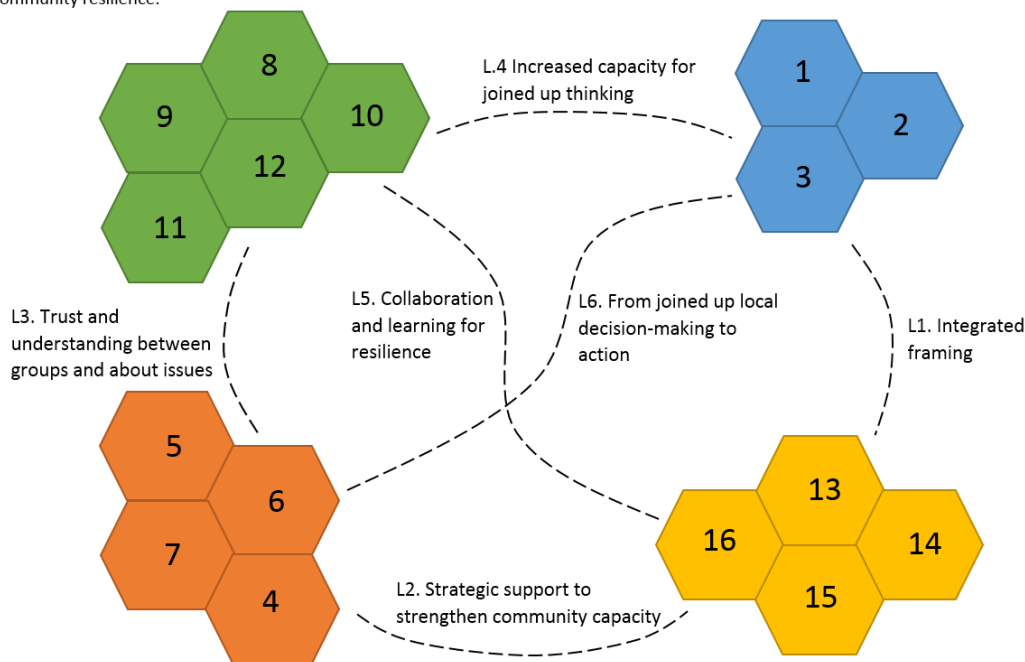 community resilience.
8
9
10
12
11
L.4 Increased capacity for
joined up thinking
1
2
3
L3. Trust and
understanding between
groups and about issues
L5. Collaboration
and learning for
resilience
L6. From joined up local
decision-making to
action
L1. Integrated
framing
5
6
7
4
L2. Strategic support to
strengthen community capacity
13
16
14
15